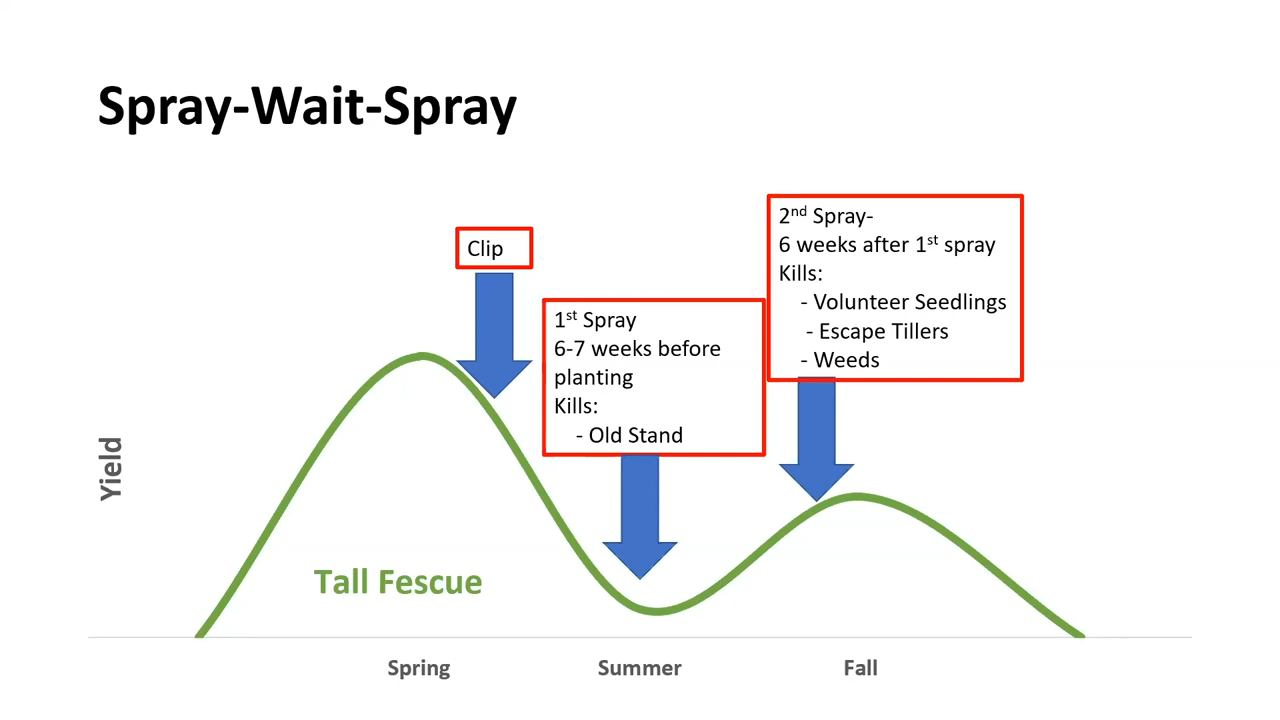 Spray-Wait-Spray
Clip
1st Spray
6-7 weeks before
planting
Kills:
- Old Stand
2nd Spray-
6 weeks after 1st spray
Kills:
- Volunteer Seedlings
- Escape Tillers
- Weeds
Yield
Tall Fescue
Spring
Summer
Fall